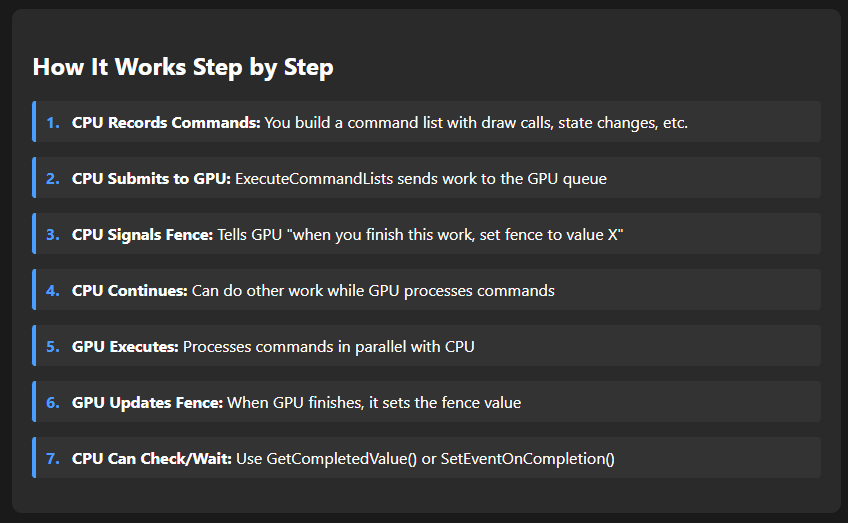 How It Works Step by Step
1. CPU Records Commands: You build a command list with draw calls, state changes, etc.
2. CPU Submits to GPU: ExecuteCommandLists sends work to the GPU queue
3. CPU Signals Fence: Tells GPU "when you finish this work, set fence to value X"
4. CPU Continues: Can do other work while GPU processes commands
5. GPU Executes: Processes commands in parallel with CPU
6. GPU Updates Fence: When GPU finishes, it sets the fence value
7. CPU Can Check/Wait: Use GetCompletedValue() or SetEventOnCompletion()